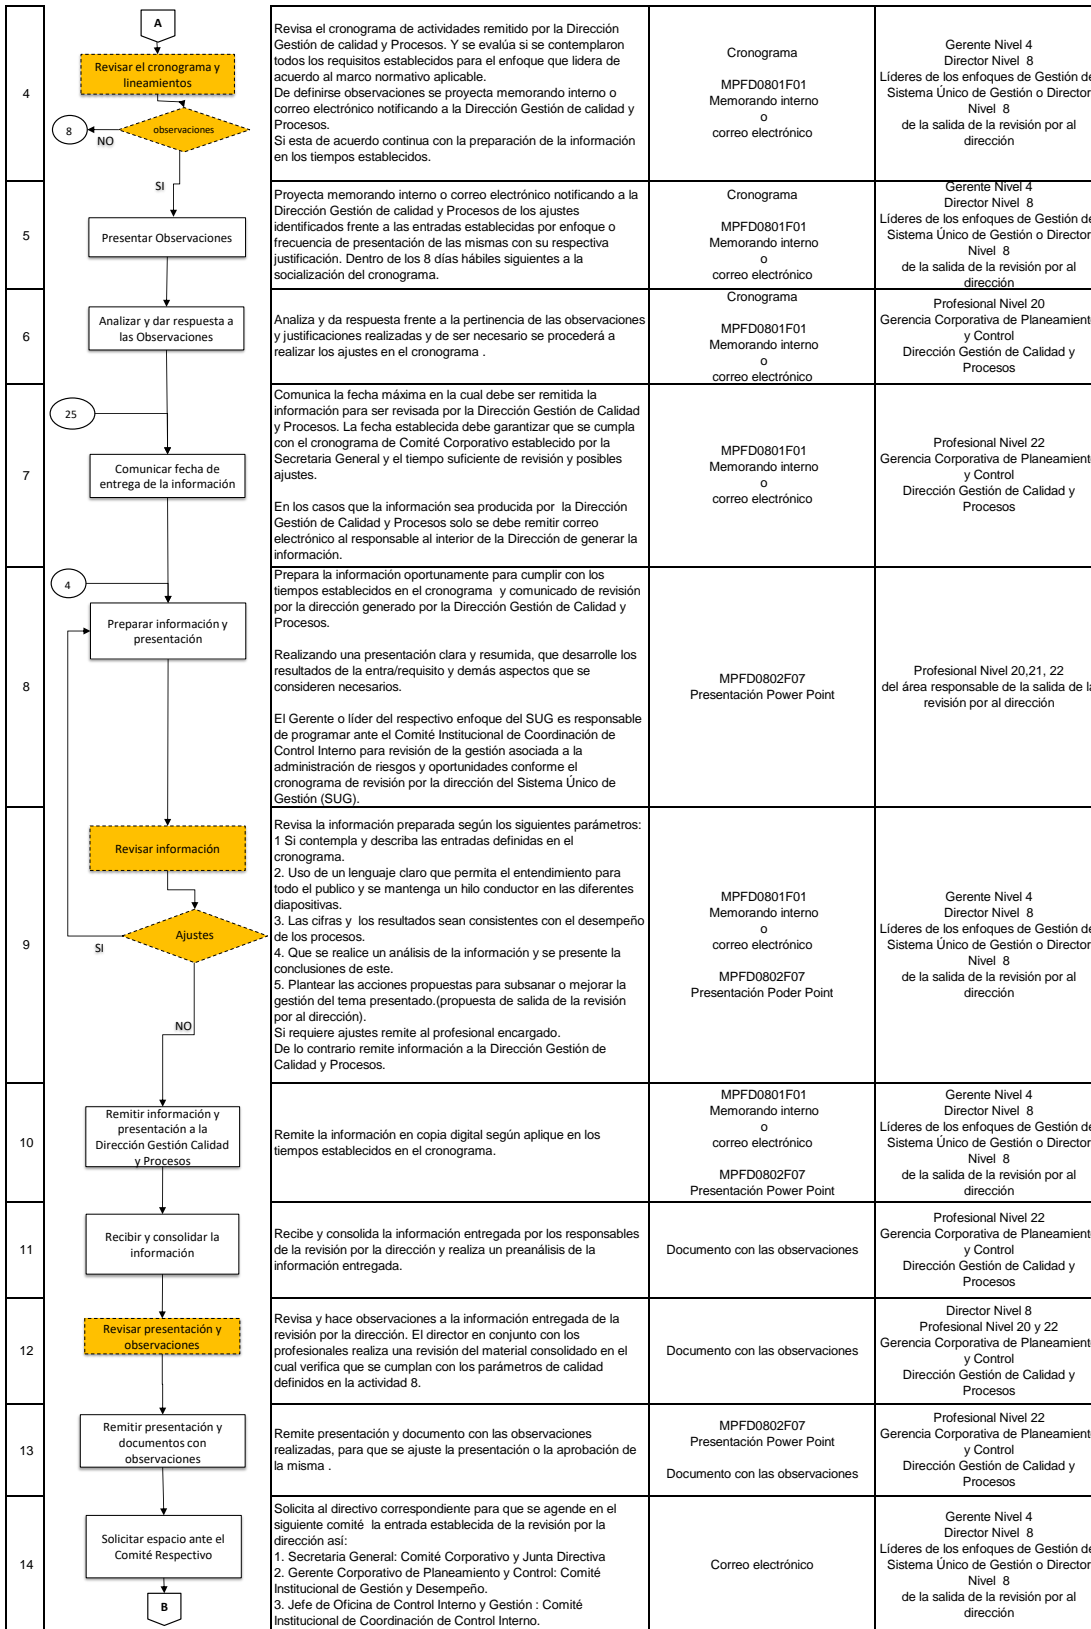 A
4
Revisar el cronograma y
lineamientos
observaciones
8
NO
SI
Revisa el cronograma de actividades remitido por la Dirección
Gestión de calidad y Procesos. Y se evalúa si se contemplaron
todos los requisitos establecidos para el enfoque que lidera de
acuerdo al marco normativo aplicable.
De definirse observaciones se proyecta memorando interno o
correo electrónico notificando a la Dirección Gestión de calidad y
Procesos.
Si esta de acuerdo continua con la preparación de la información
en los tiempos establecidos.
Cronograma
MPFD0801F01
Memorando interno
o
correo electrónico
Gerente Nivel 4
Director Nivel 8
Líderes de los enfoques de Gestión de
Sistema Único de Gestión o Director
Nivel 8
de la salida de la revisión por al
dirección
5
Presentar Observaciones
Proyecta memorando interno o correo electrónico notificando a la
Dirección Gestión de calidad y Procesos de los ajustes
identificados frente a las entradas establecidas por enfoque o
frecuencia de presentación de las mismas con su respectiva
justificación. Dentro de los 8 días hábiles siguientes a la
socialización del cronograma.
Cronograma
MPFD0801F01
Memorando interno
o
correo electrónico
Gerente Nivel 4
Director Nivel 8
Líderes de los enfoques de Gestión de
Sistema Único de Gestión o Director
Nivel 8
de la salida de la revisión por al
dirección
6
Analizar y dar respuesta a
las Observaciones
Analiza y da respuesta frente a la pertinencia de las observaciones
y justificaciones realizadas y de ser necesario se procederá a
realizar los ajustes en el cronograma .
Cronograma
MPFD0801F01
Memorando interno
o
correo electrónico
Profesional Nivel 20
Gerencia Corporativa de Planeamient
y Control
Dirección Gestión de Calidad y
Procesos
7
25
Comunicar fecha de
entrega de la información
Comunica la fecha máxima en la cual debe ser remitida la
información para ser revisada por la Dirección Gestión de Calidad
y Procesos. La fecha establecida debe garantizar que se cumpla
con el cronograma de Comité Corporativo establecido por la
Secretaria General y el tiempo suficiente de revisión y posibles
ajustes.
En los casos que la información sea producida por la Dirección
Gestión de Calidad y Procesos solo se debe remitir correo
electrónico al responsable al interior de la Dirección de generar la
información.
MPFD0801F01
Memorando interno
o
correo electrónico
Profesional Nivel 22
Gerencia Corporativa de Planeamient
y Control
Dirección Gestión de Calidad y
Procesos
8
4
Preparar información y
presentación
Prepara la información oportunamente para cumplir con los
tiempos establecidos en el cronograma y comunicado de revisión
por la dirección generado por la Dirección Gestión de Calidad y
Procesos.
Realizando una presentación clara y resumida, que desarrolle los
resultados de la entra/requisito y demás aspectos que se
consideren necesarios.
El Gerente o líder del respectivo enfoque del SUG es responsable
de programar ante el Comité Institucional de Coordinación de
Control Interno para revisión de la gestión asociada a la
administración de riesgos y oportunidades conforme el
cronograma de revisión por la dirección del Sistema Único de
Gestión (SUG).
MPFD0802F07
Presentación Power Point
Profesional Nivel 20,21, 22
del área responsable de la salida de la
revisión por al dirección
9
Revisar información
Ajustes
SI
NO
Revisa la información preparada según los siguientes parámetros:
1 Si contempla y describa las entradas definidas en el
cronograma.
2. Uso de un lenguaje claro que permita el entendimiento para
todo el publico y se mantenga un hilo conductor en las diferentes
diapositivas.
3. Las cifras y los resultados sean consistentes con el desempeño
de los procesos.
4. Que se realice un análisis de la información y se presente la
conclusiones de este.
5. Plantear las acciones propuestas para subsanar o mejorar la
gestión del tema presentado.(propuesta de salida de la revisión
por al dirección).
Si requiere ajustes remite al profesional encargado.
De lo contrario remite información a la Dirección Gestión de
Calidad y Procesos.
MPFD0801F01
Memorando interno
o
correo electrónico
MPFD0802F07
Presentación Poder Point
Gerente Nivel 4
Director Nivel 8
Líderes de los enfoques de Gestión de
Sistema Único de Gestión o Director
Nivel 8
de la salida de la revisión por al
dirección
10
Remitir información y
presentación a la
Dirección Gestión Calidad
y Procesos
Remite la información en copia digital según aplique en los
tiempos establecidos en el cronograma.
MPFD0801F01
Memorando interno
o
correo electrónico
MPFD0802F07
Presentación Power Point
Gerente Nivel 4
Director Nivel 8
Líderes de los enfoques de Gestión de
Sistema Único de Gestión o Director
Nivel 8
de la salida de la revisión por al
dirección
11
Recibir y consolidar la
información
Recibe y consolida la información entregada por los responsables
de la revisión por la dirección y realiza un preanálisis de la
información entregada.
Documento con las observaciones
Profesional Nivel 22
Gerencia Corporativa de Planeamient
y Control
Dirección Gestión de Calidad y
Procesos
12
Revisar presentación y
observaciones
Revisa y hace observaciones a la información entregada de la
revisión por la dirección. El director en conjunto con los
profesionales realiza una revisión del material consolidado en el
cual verifica que se cumplan con los parámetros de calidad
definidos en la actividad 8.
Documento con las observaciones
Director Nivel 8
Profesional Nivel 20 y 22
Gerencia Corporativa de Planeamient
y Control
Dirección Gestión de Calidad y
Procesos
13
Remitir presentación y
documentos con
observaciones
Remite presentación y documento con las observaciones
realizadas, para que se ajuste la presentación o la aprobación de
la misma .
MPFD0802F07
Presentación Power Point
Documento con las observaciones
Profesional Nivel 22
Gerencia Corporativa de Planeamient
y Control
Dirección Gestión de Calidad y
Procesos
14
Solicitar espacio ante el
Comité Respectivo
B
Solicita al directivo correspondiente para que se agende en el
siguiente comité la entrada establecida de la revisión por la
dirección así:
1. Secretaria General: Comité Corporativo y Junta Directiva
2. Gerente Corporativo de Planeamiento y Control: Comité
Institucional de Gestión y Desempeño.
3. Jefe de Oficina de Control Interno y Gestión : Comité
Institucional de Coordinación de Control Interno.
Correo electrónico
Gerente Nivel 4
Director Nivel 8
Líderes de los enfoques de Gestión de
Sistema Único de Gestión o Director
Nivel 8
de la salida de la revisión por al
dirección